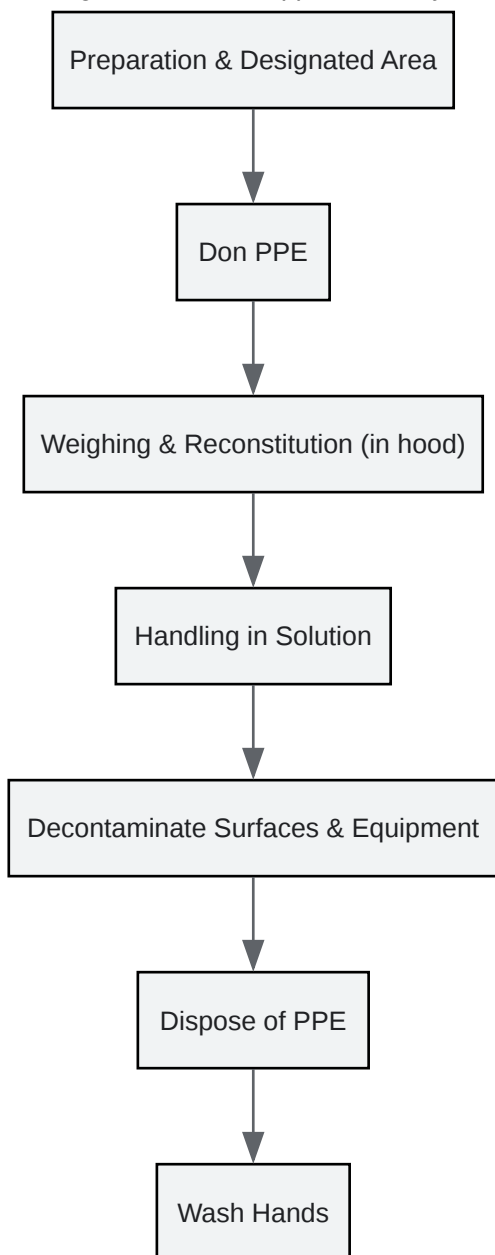 Preparation & Designated Area
Don PPE
Weighing & Reconstitution (in hood)
Handling in Solution
Decontaminate Surfaces & Equipment
Dispose of PPE
Wash Hands